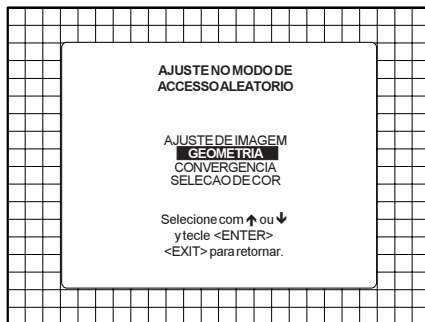 AJUSTE NO MODO DE
ACCESSO ALEATORIO
AJUSTE DE IMAGEM
GEOMETRIA
CONVERGENCIA
SELECAO DE COR
Selecione com ↑ ou ↓
y tecle <ENTER>
<EXIT> para retornar.